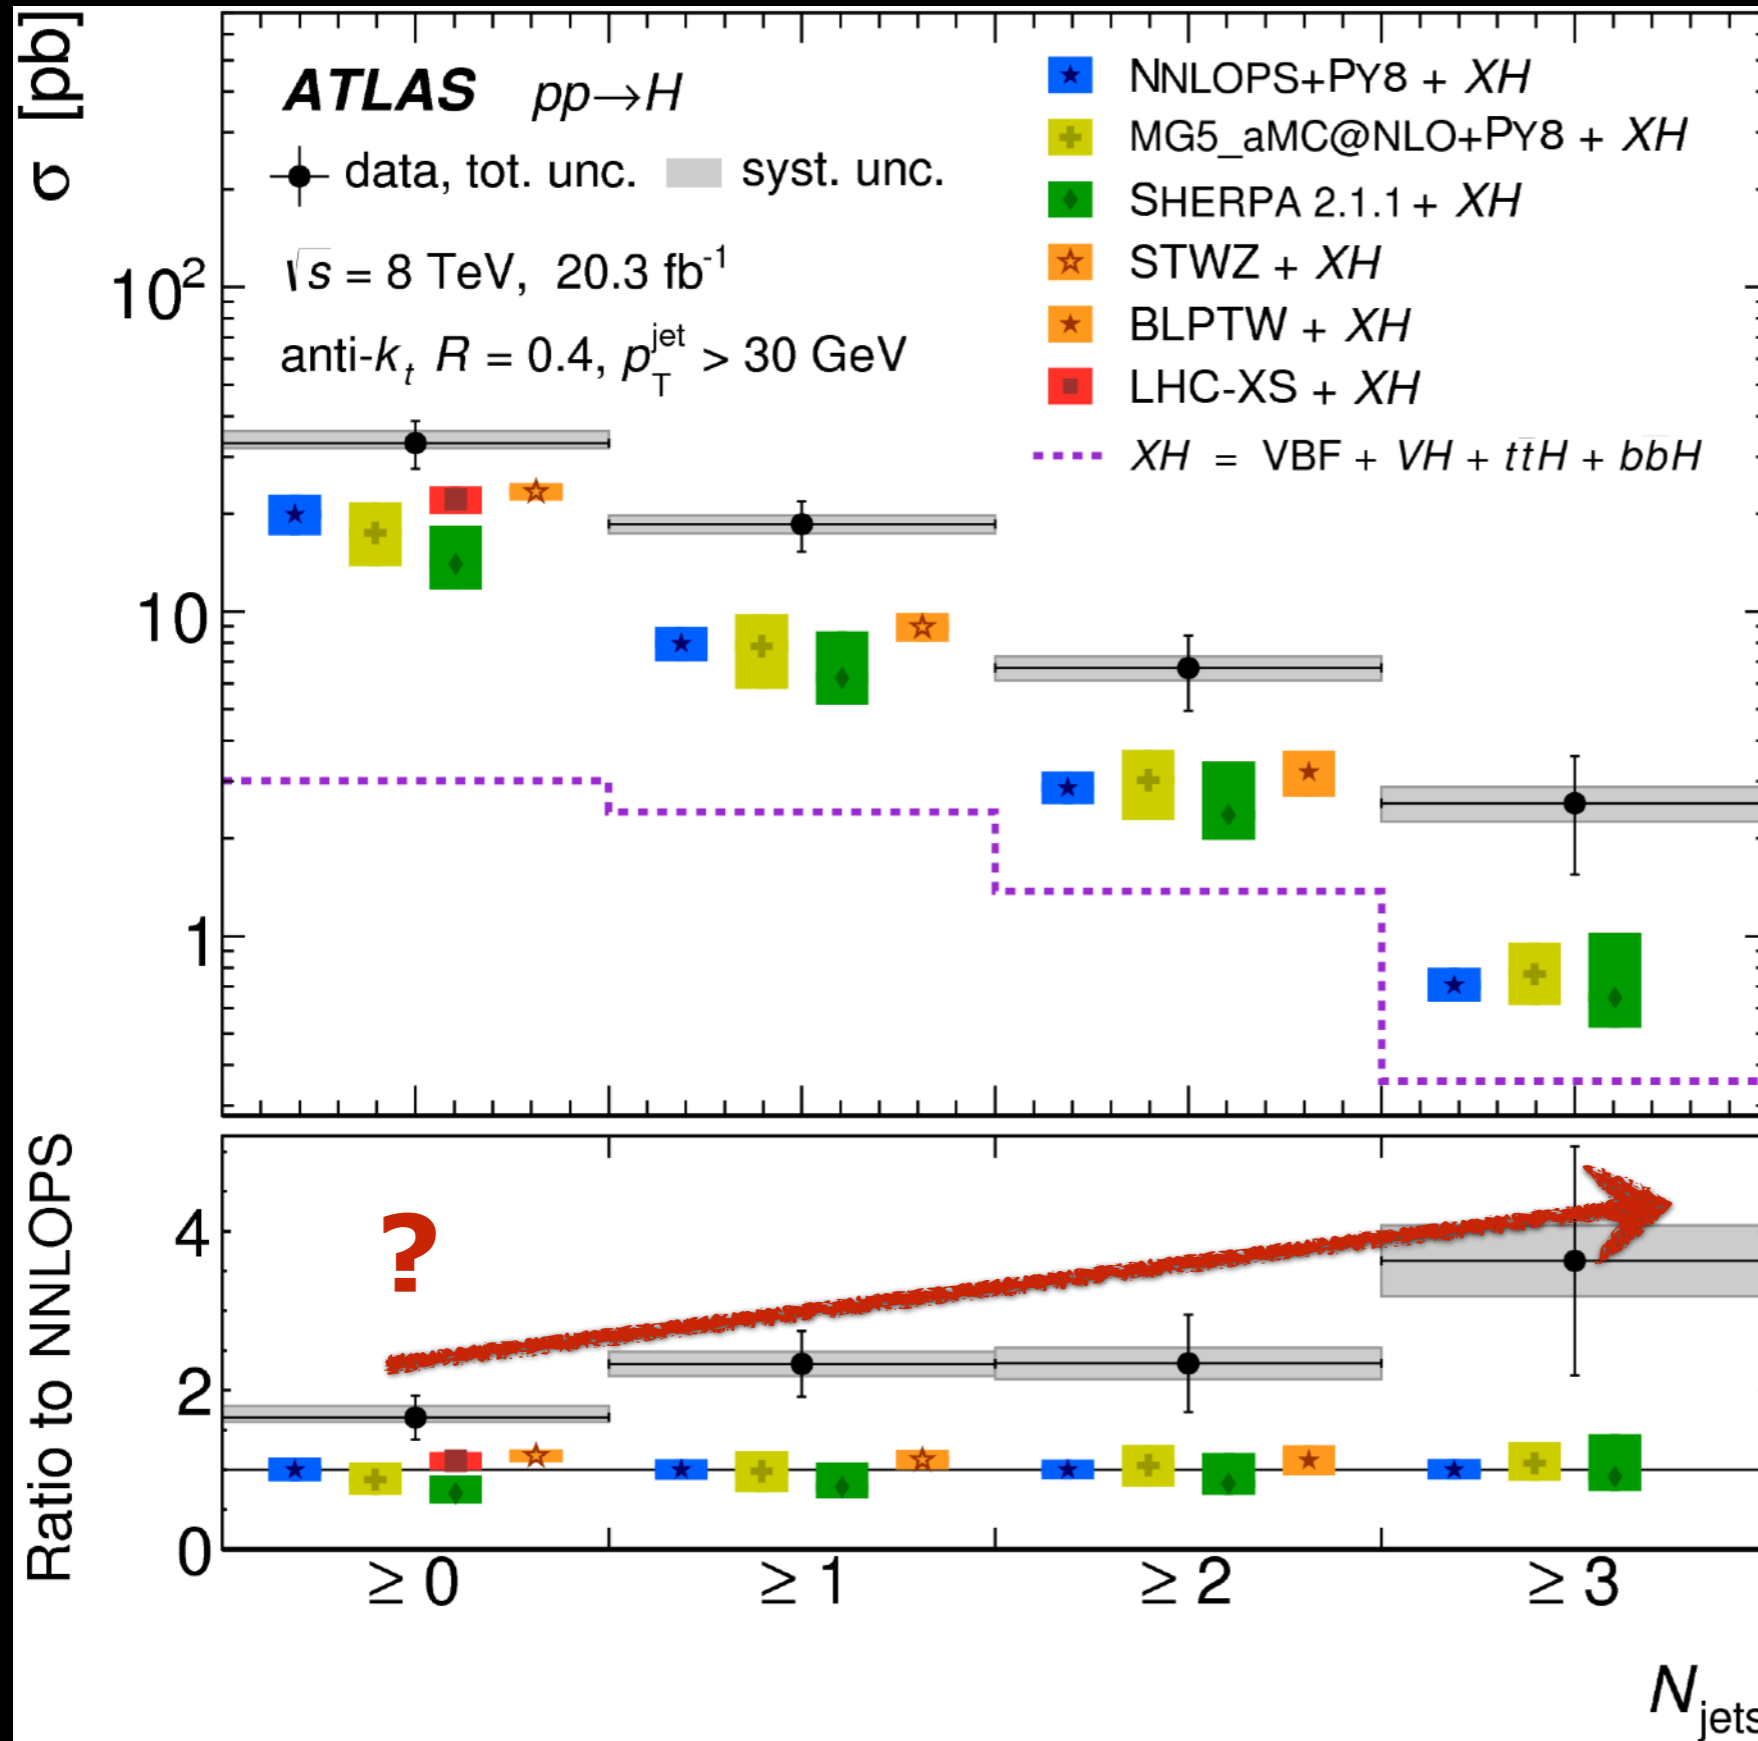 σ [pb]
ATLAS pp→H
data, tot. unc. syst. unc.
√s = 8 TeV, 20.3 fb⁻¹
anti-kₜ R = 0.4, p_T^jet > 30 GeV
NNLOPS+PY8 + XH
MG5_aMC@NLO+PY8 + XH
SHERPA 2.1.1 + XH
STWZ + XH
BLPTW + XH
LHC-XS + XH
XH = VBF + VH + tt̄H + bb̄H
10²
10
1
Ratio to NNLOPS
?
4
2
0
≥ 0 ≥ 1 ≥ 2 ≥ 3
N_jets